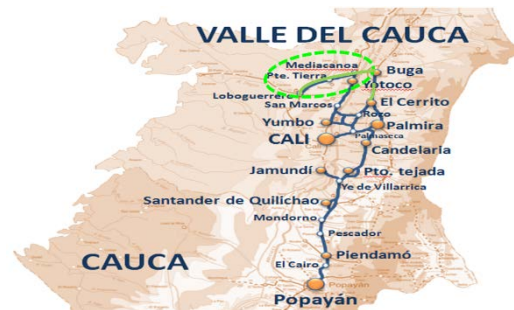 VALLE DEL CAUCA
Mediacanoa
Pte. Tierra
Buga
Yotoco
Loboguerrero
San Marcos
El Cerrito
Rozo
Yumbo
Palmira
CALI
Palmaseca
Candelaria
Jamundí
Pto. tejada
Ye de Villarrica
Santander de Quilichao
Mondorno
Pescador
CAUCA
Piendamó
El Cairo
Popayán
Popayán